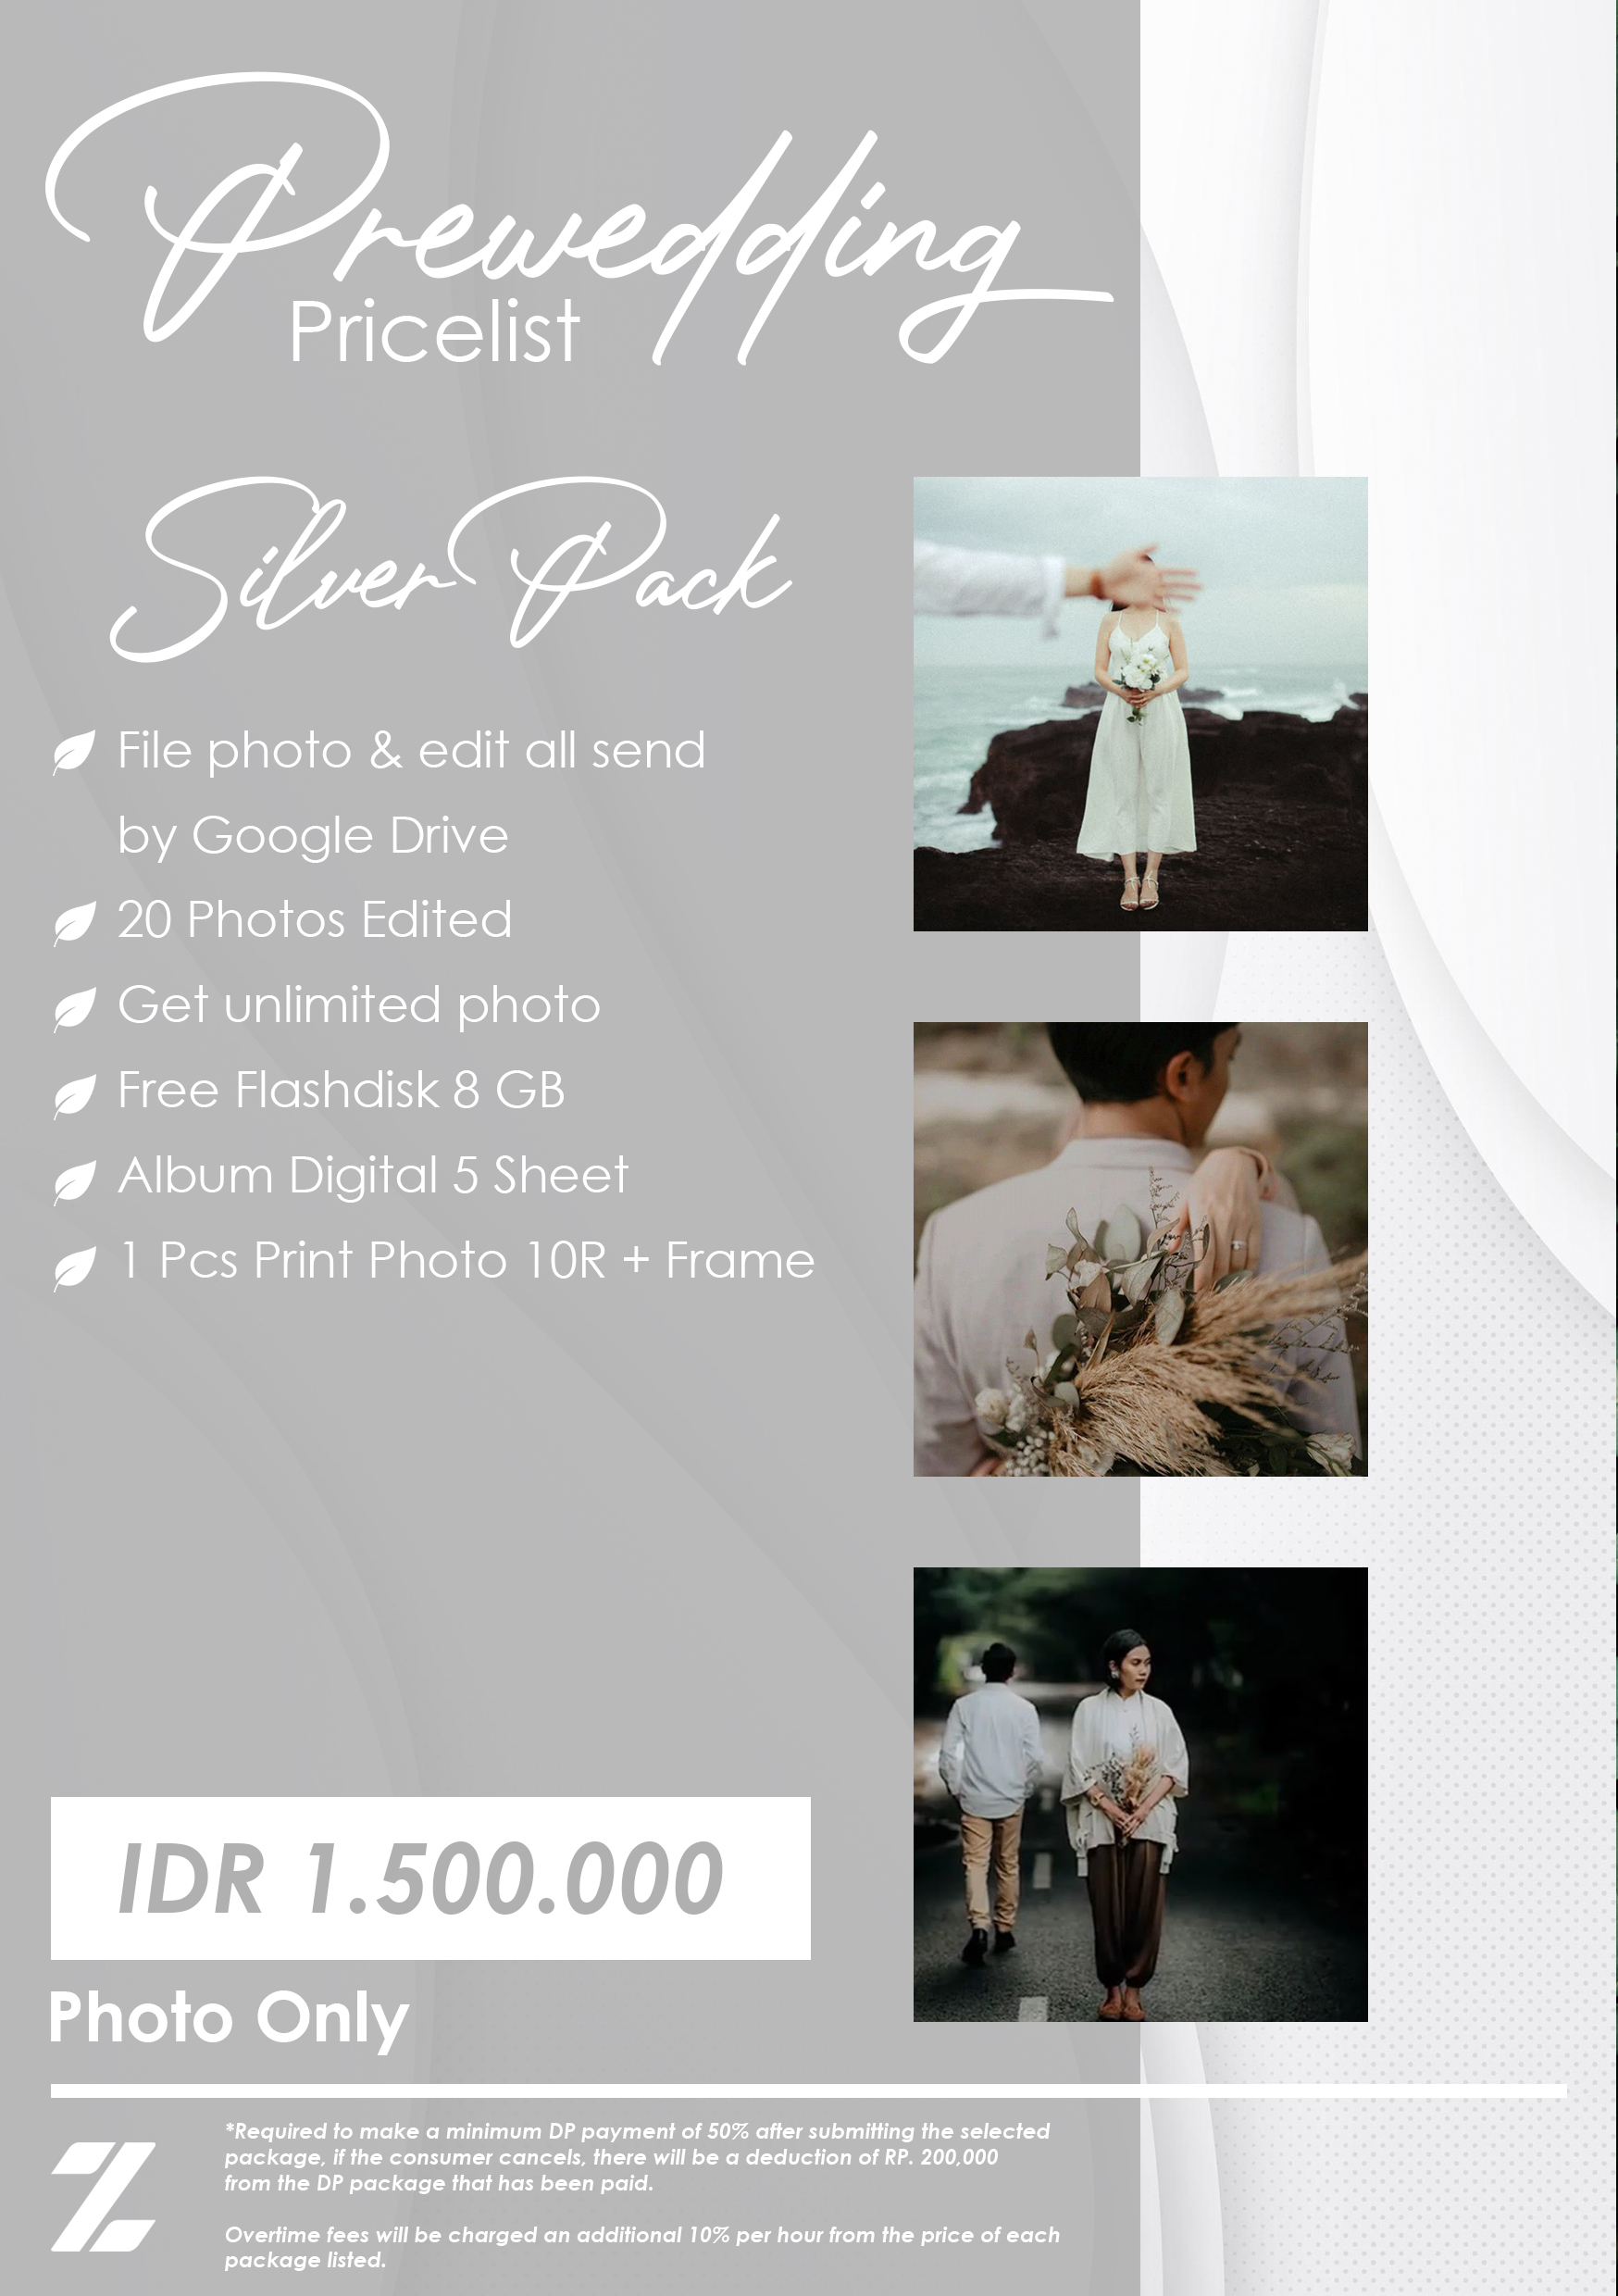 Prewedding
Pricelist
Silver Pack
File photo & edit all send
by Google Drive
20 Photos Edited
Get unlimited photo
Free Flashdisk 8 GB
Album Digital 5 Sheet
1 Pcs Print Photo 10R + Frame
IDR 1.500.000
Photo Only
*Required to make a minimum DP payment of 50% after submitting the selected
package, if the consumer cancels, there will be a deduction of RP. 200,000
from the DP package that has been paid.
Overtime fees will be charged an additional 10% per hour from the price of each
package listed.